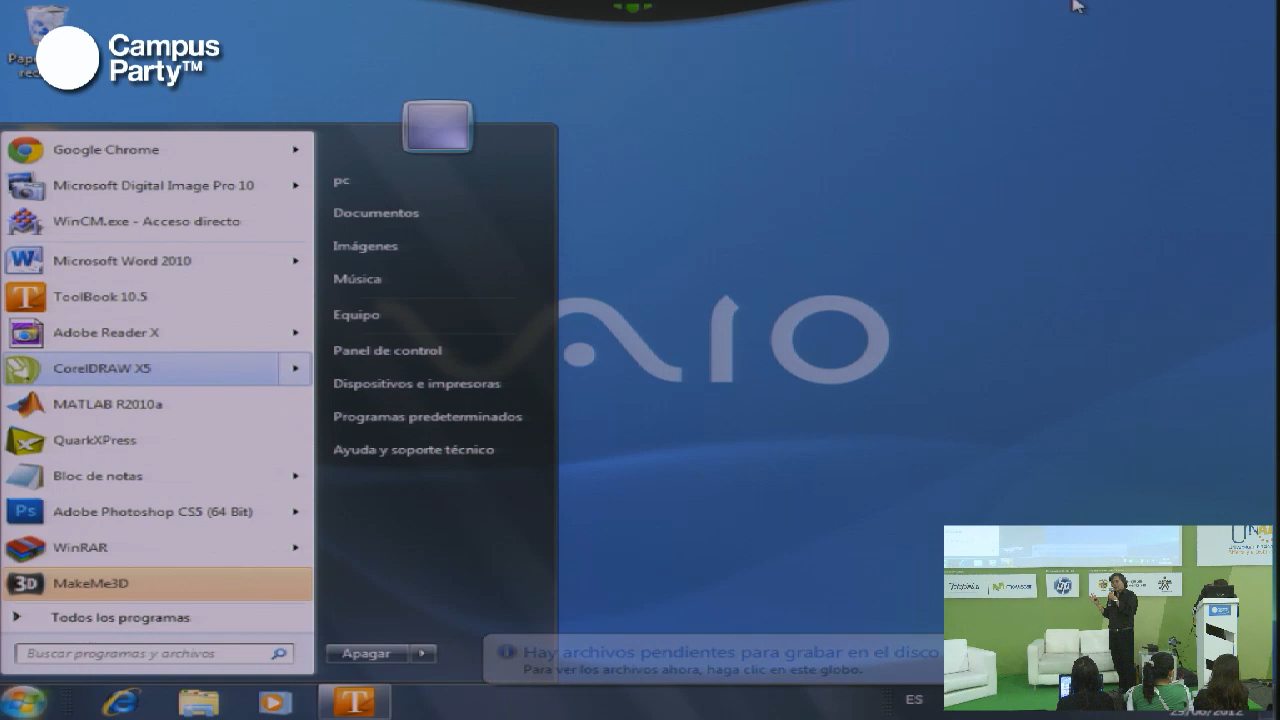 Campus
Party™
Google Chrome
Microsoft Digital Image Pro 10
WinCM.exe - Acceso directo
Microsoft Word 2010
ToolBook 10.5
Adobe Reader X
CorelDRAW X5
MATLAB R2010a
QuarkXPress
Bloc de notas
Adobe Photoshop CS5 (64 Bit)
WinRAR
MakeMe3D
Todos los programas
Buscar programas y archivos
pc
Documentos
Imágenes
Música
Equipo
Panel de control
Dispositivos e impresoras
Programas predeterminados
Ayuda y soporte técnico
Apagar
VAIO
Hay archivos pendientes para grabar en el disco
Para ver los archivos ahora, haga clic en este globo.
ES
movistar
hp